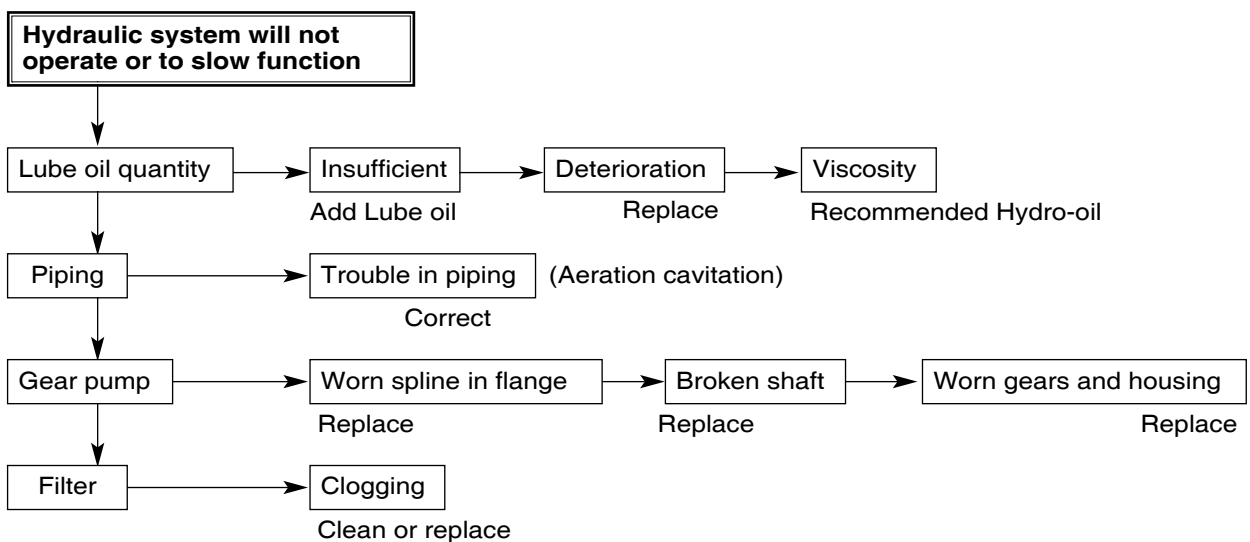 Hydraulic system will not
operate or to slow function
Lube oil quantity
Insufficient
Deterioration
Viscosity
Add Lube oil
Replace
Recommended Hydro-oil
Piping
Trouble in piping
(Aeration cavitation)
Correct
Gear pump
Worn spline in flange
Broken shaft
Worn gears and housing
Replace
Replace
Replace
Filter
Clogging
Clean or replace